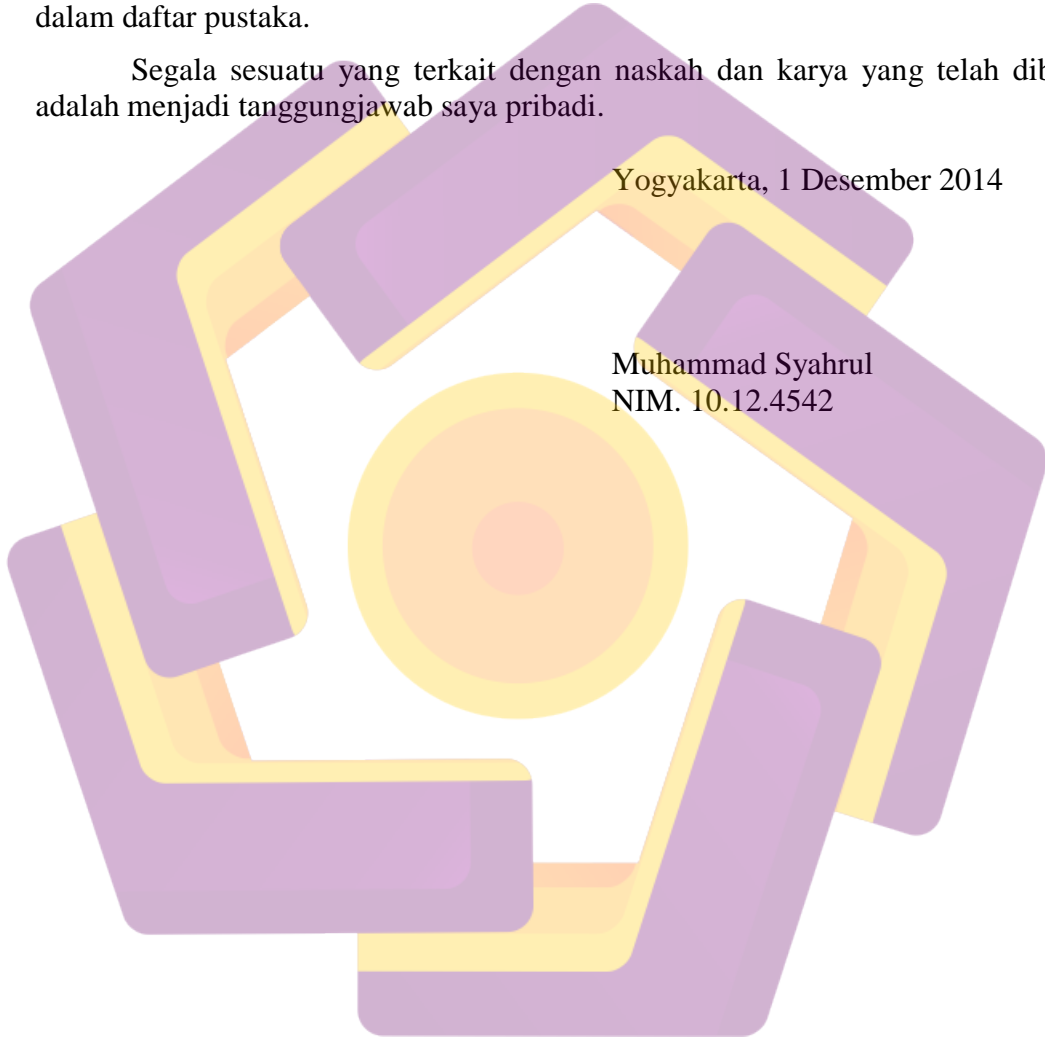 dalam daftar pustaka.
Segala sesuatu yang terkait dengan naskah dan karya yang telah
adalah menjadi tanggungjawab saya pribadi.
Yogyakarta, 1 Desember 2014
Muhammad Syahrul
NIM. 10.12.4542